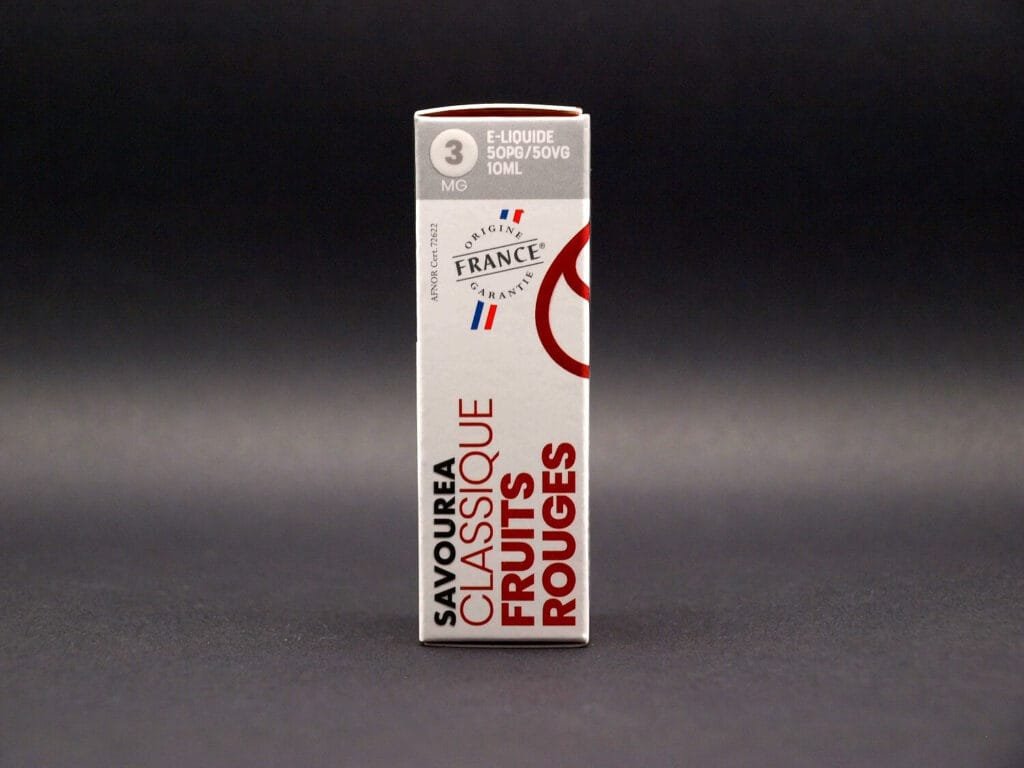 3
MG
E-LIQUIDE
50PG/50VG
10ML
AFNOR Cert. 72622
ORIGINE
FRANCE®
GARANTIE
SAVOUREA
CLASSIQUE
FRUITS
ROUGES